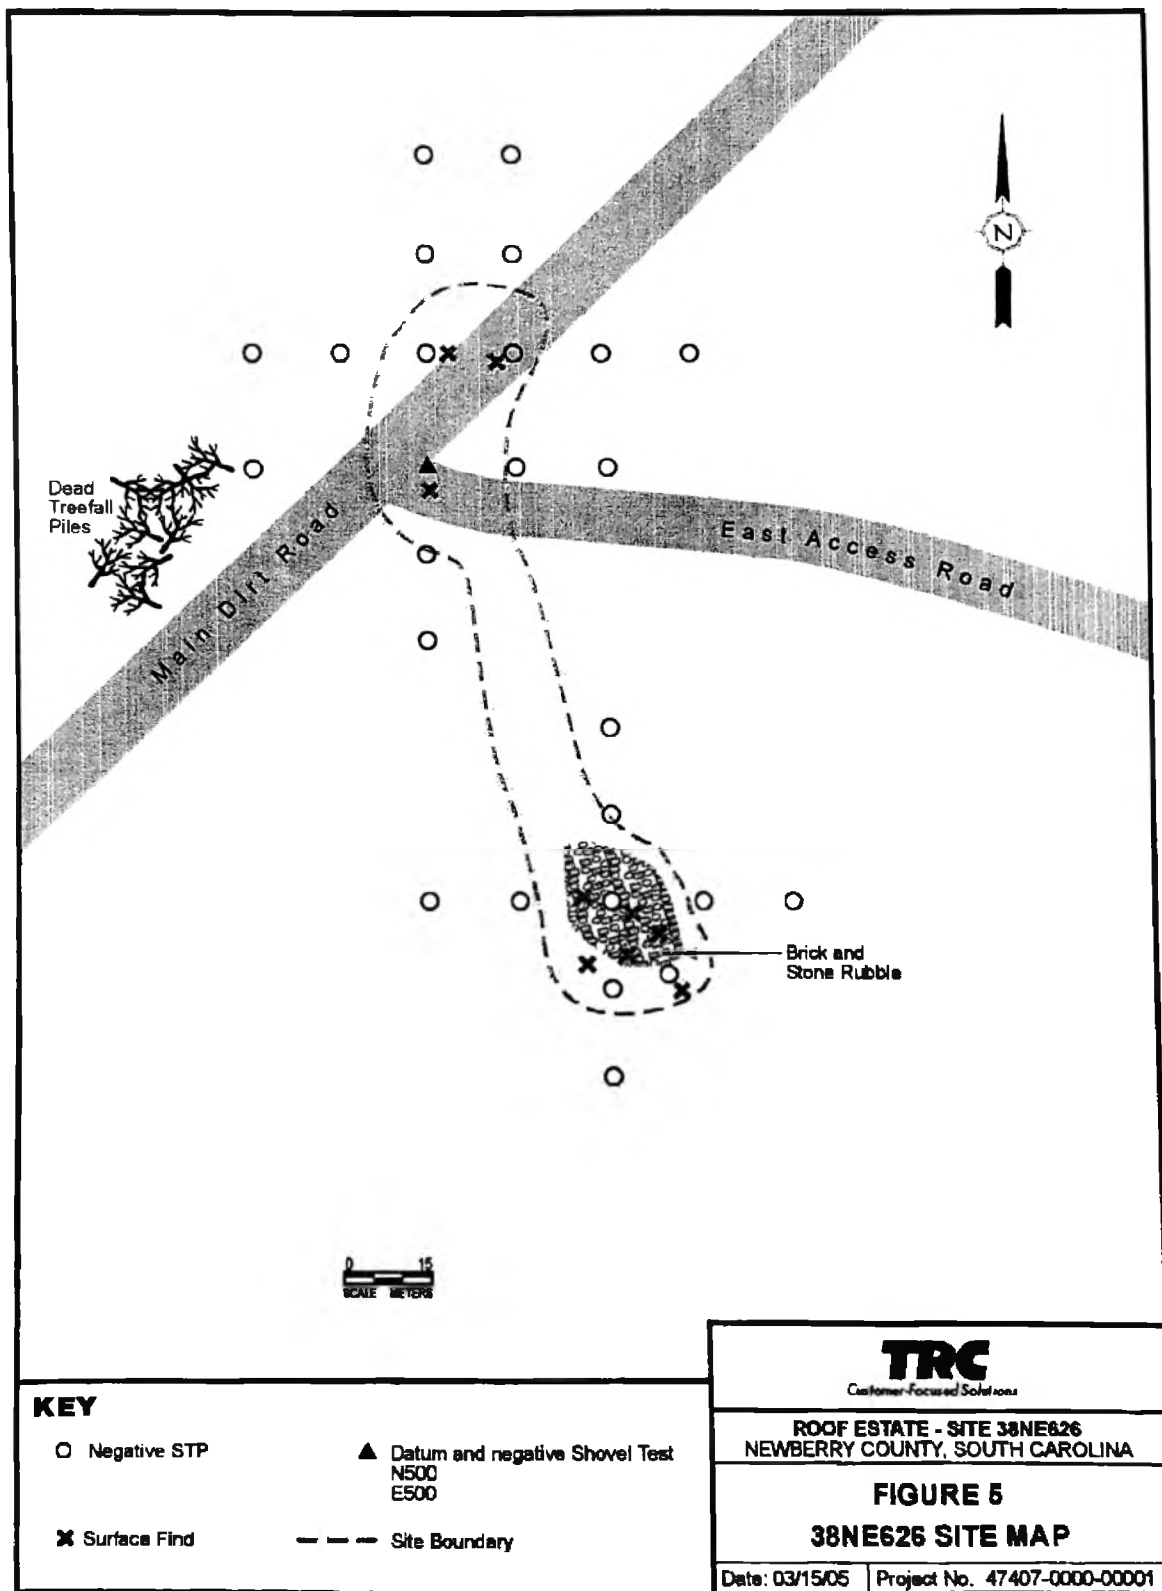 N
Dead
Treefall
Piles
Main Dirt Road
East Access Road
Brick and
Stone Rubble
0 15
SCALE METERS
KEY
Negative STP
Datum and negative Shovel Test
N500
E500
Surface Find
Site Boundary
TRC
Customer-Focused Solutions
ROOF ESTATE - SITE 38NE626
NEWBERRY COUNTY, SOUTH CAROLINA
FIGURE 5
38NE626 SITE MAP
Date: 03/15/05
Project No. 47407-0000-00001